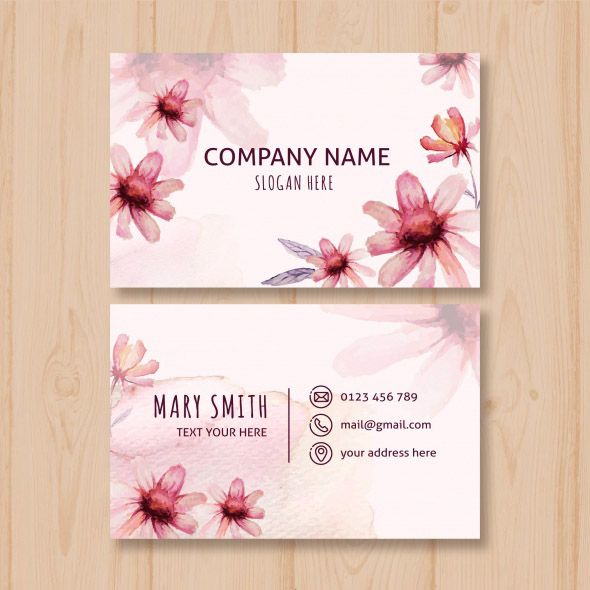 COMPANY NAME
SLOGAN HERE
MARY SMITH
TEXT YOUR HERE
0123 456 789
mail@gmail.com
your address here